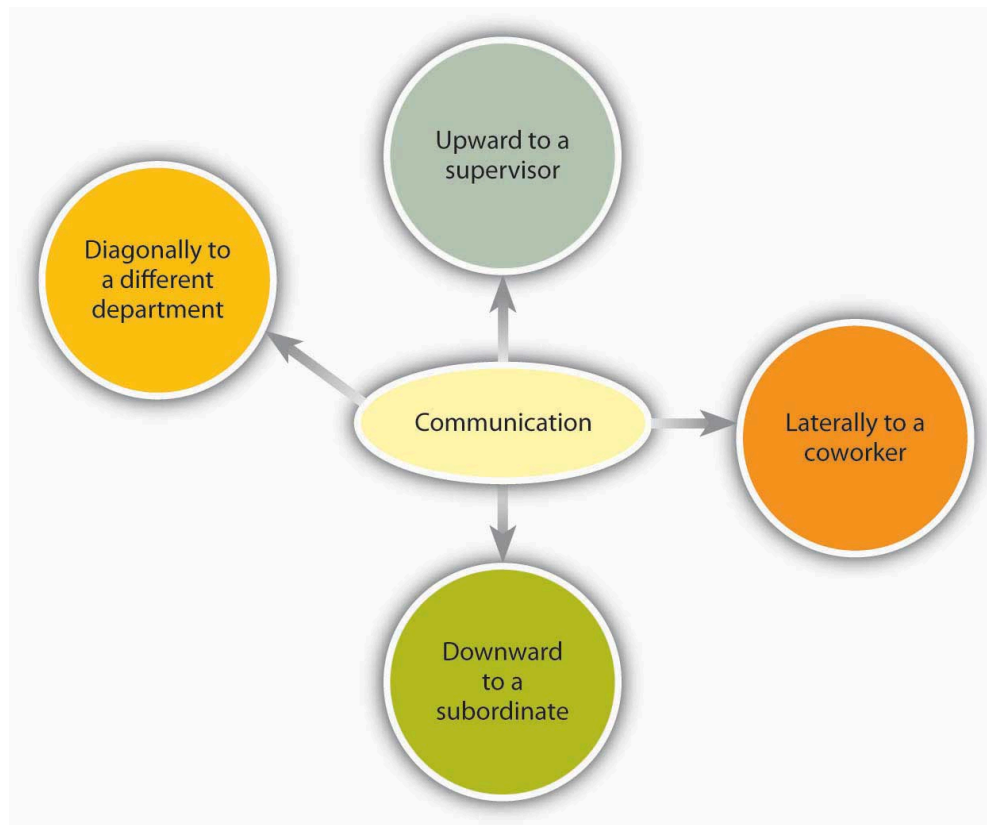 Upward to a
supervisor
Diagonally to
a different
department
Communication
Laterally to a
coworker
Downward
to a
subordinate